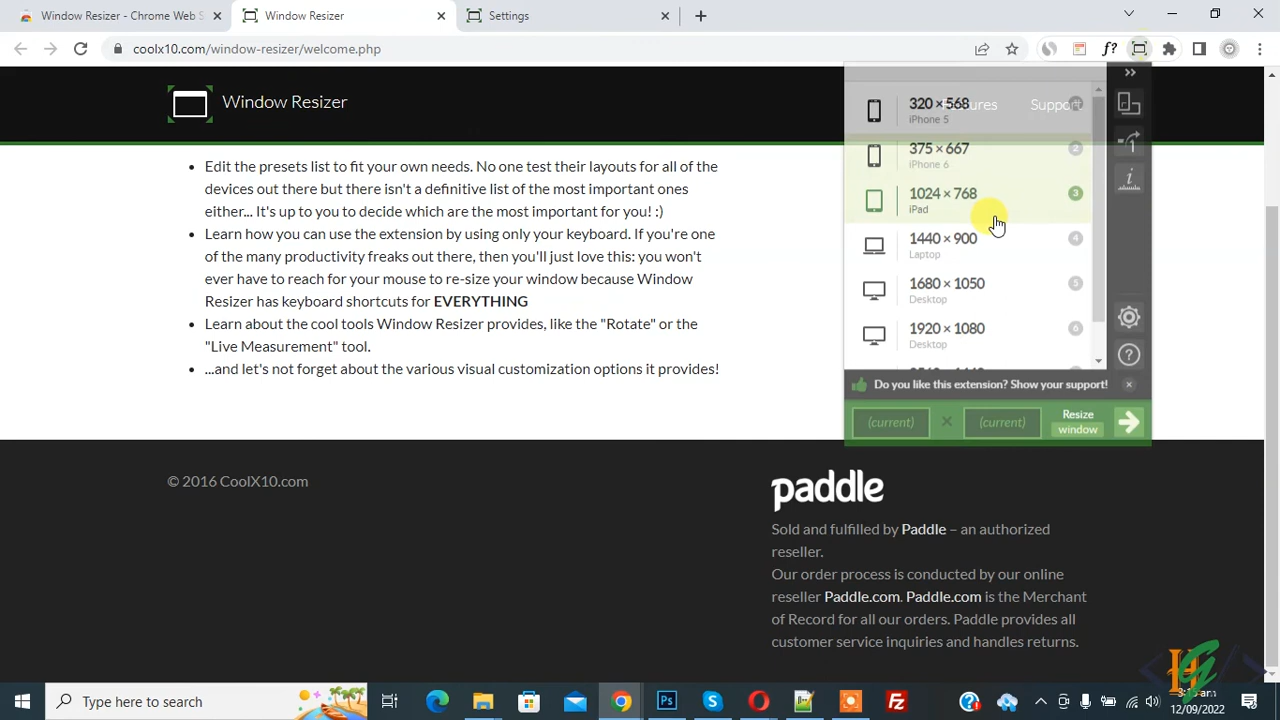 Window Resizer - Chrome Web S
Window Resizer
Settings
coolx10.com/window-resizer/welcome.php
Window Resizer
Features
Support
Edit the presets list to fit your own needs. No one test their layouts for all of the
devices out there but there isn't a definitive list of the most important ones
either... It's up to you to decide which are the most important for you! :)
Learn how you can use the extension by using only your keyboard. If you're one
of the many productivity freaks out there, then you'll just love this: you won't
ever have to reach for your mouse to re-size your window because Window
Resizer has keyboard shortcuts for EVERYTHING
Learn about the cool tools Window Resizer provides, like the "Rotate" or the
"Live Measurement" tool.
...and let's not forget about the various visual customization options it provides!
320 × 568
iPhone 5
375 × 667
iPhone 6
2
1024 × 768
iPad
3
1440 × 900
Laptop
4
1680 × 1050
Desktop
5
1920 × 1080
Desktop
6
Do you like this extension? Show your support!
(current)
(current)
Resize
window
© 2016 CoolX10.com
paddle
Sold and fulfilled by Paddle – an authorized
reseller.
Our order process is conducted by our online
reseller Paddle.com. Paddle.com is the Merchant
of Record for all our orders. Paddle provides all
customer service inquiries and handles returns.
Type here to search
12/09/2022